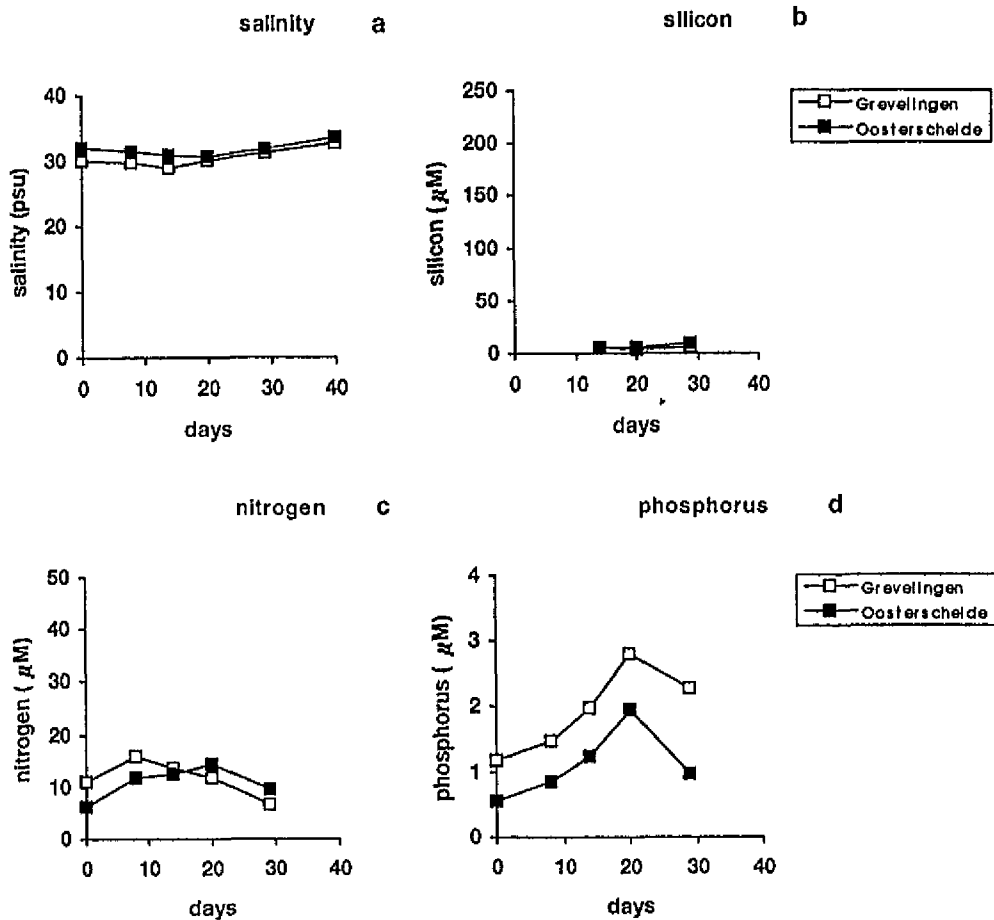 salinity a
silicon b
salinity (psu)
40
30
20
10
0
0 10 20 30 40
days
silicon (μM)
250
200
150
100
50
0
0 10 20 30 40
days
Grevelingen
Oosterschelde
nitrogen c
phosphorus d
nitrogen (μM)
50
40
30
20
10
0
0 10 20 30 40
days
phosphorus (μM)
4
3
2
1
0
0 10 20 30 40
days
Grevelingen
Oosterschelde